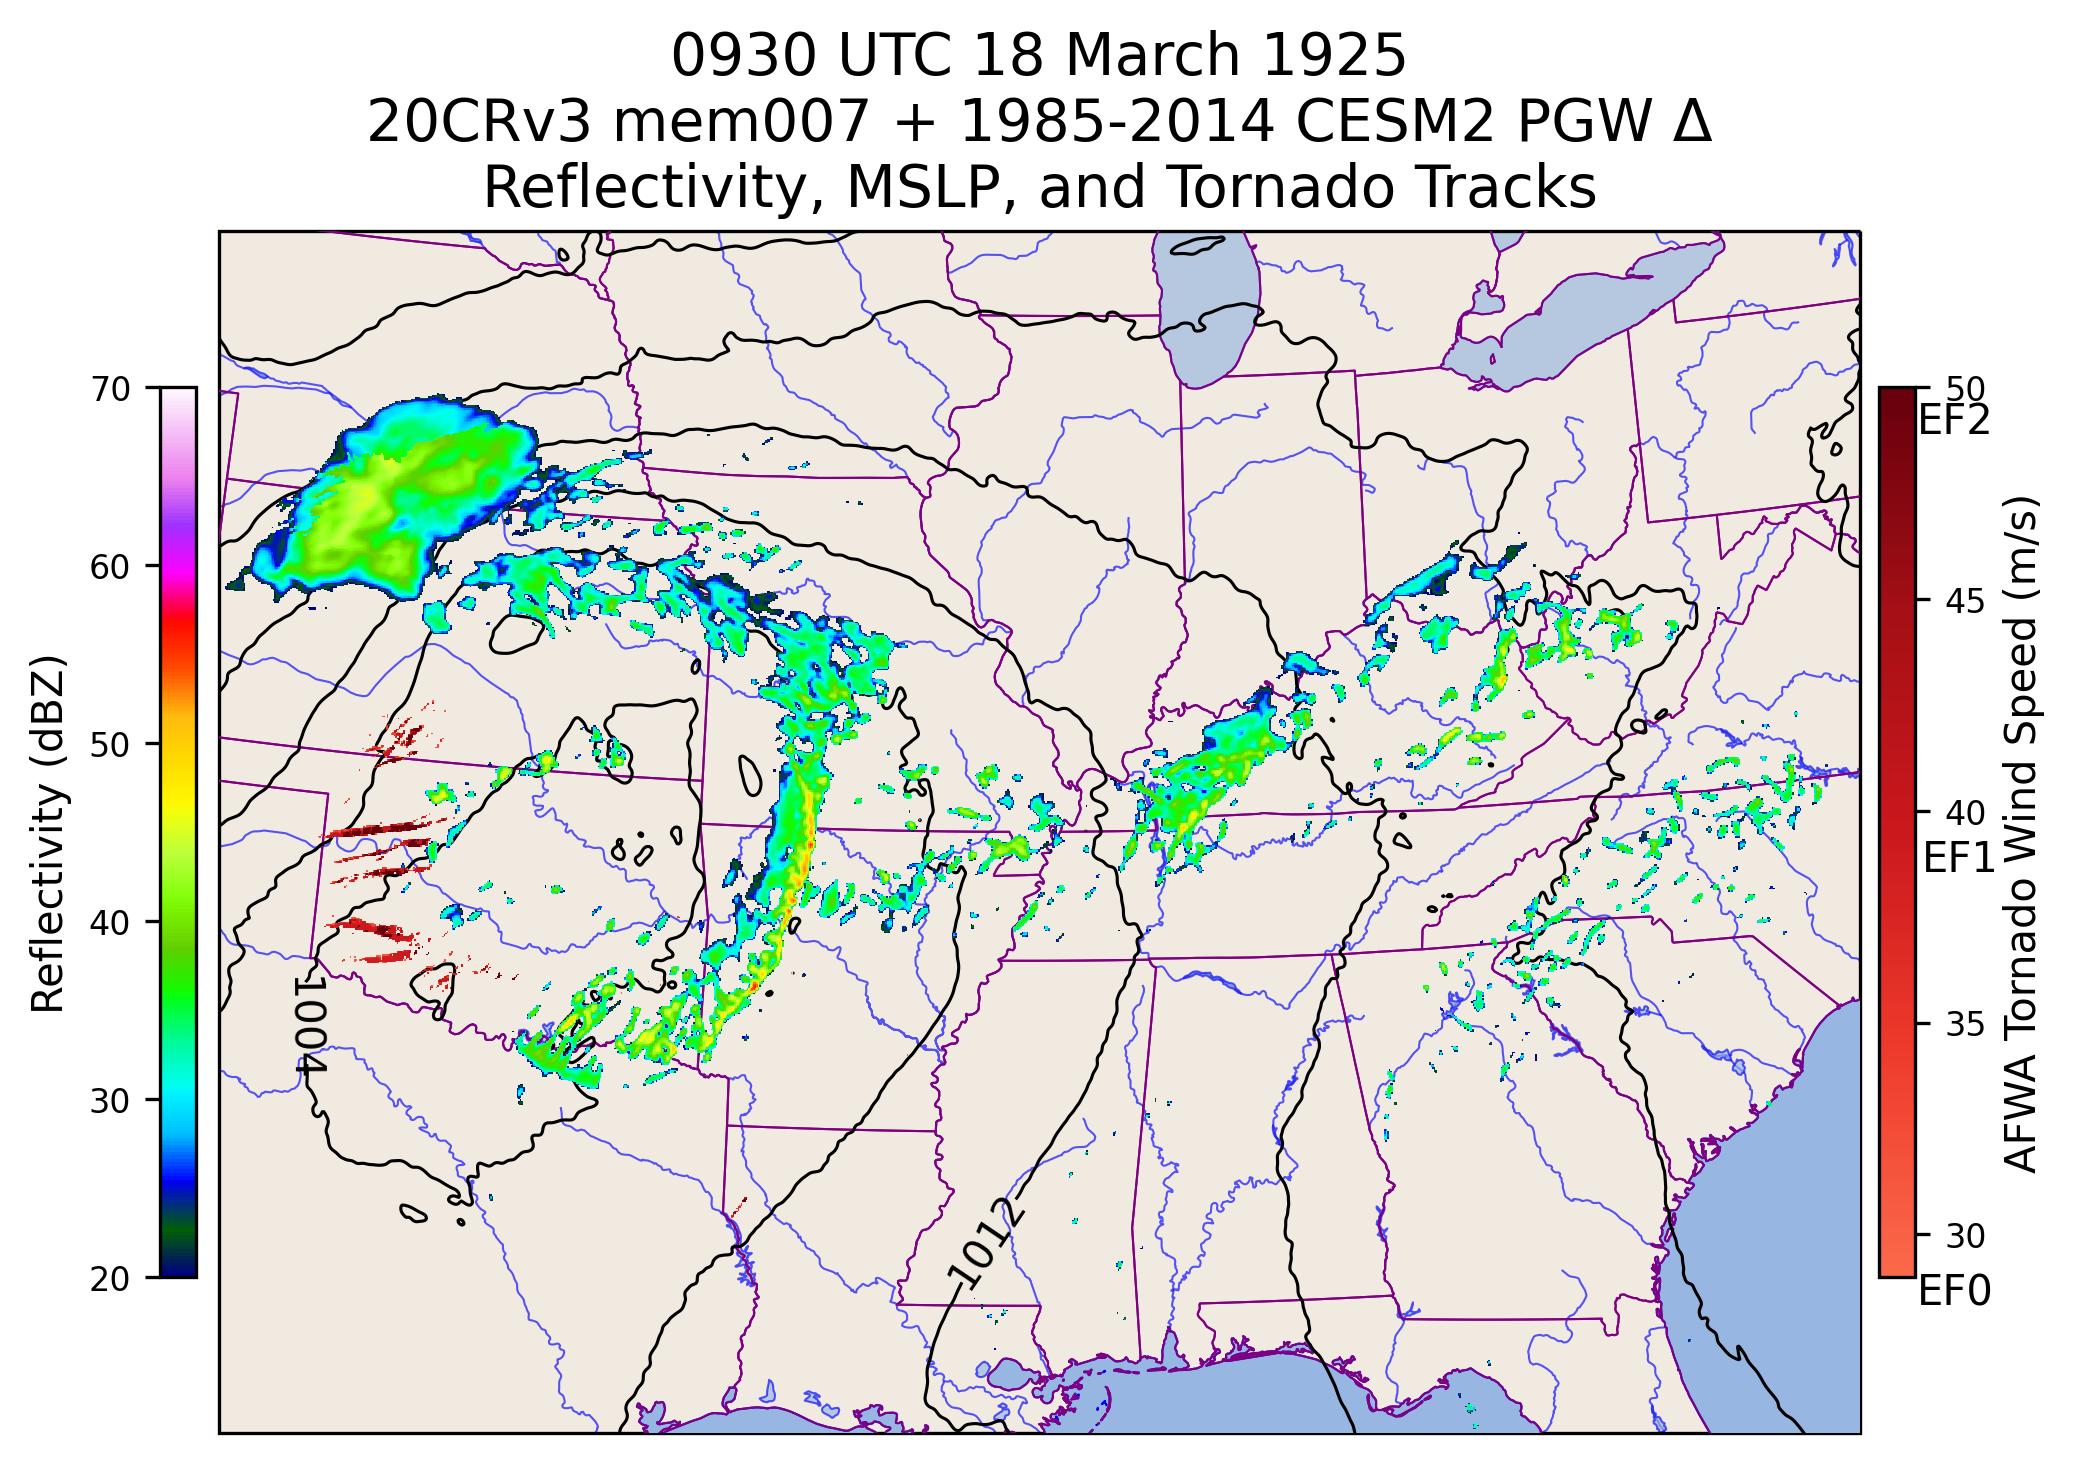 0930 UTC 18 March 1925
20CRv3 mem007 + 1985-2014 CESM2 PGW Δ
Reflectivity, MSLP, and Tornado Tracks
70
60
50
40
30
20
Reflectivity (dBZ)
1004
1012
50
EF2
45
40
EF1
35
30
EF0
AFWA Tornado Wind Speed (m/s)